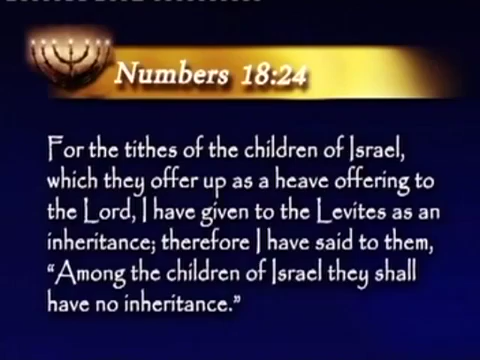 Numbers 18:24
For the tithes of the children of Israel,
which they offer up as a heave offering to
the Lord, I have given to the Levites as an
inheritance; therefore I have said to them,
“Among the children of Israel they shall
have no inheritance.”